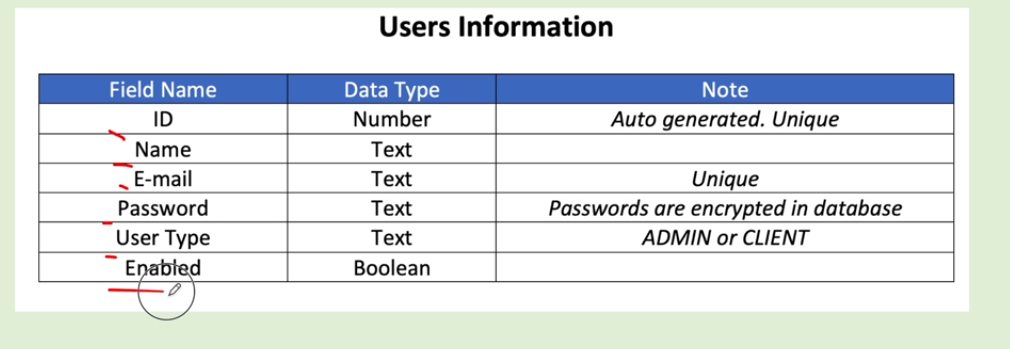 Users Information
Field Name Data Type Note
ID Number Auto generated. Unique
Name Text
E-mail Text Unique
Password Text Passwords are encrypted in database
User Type Text ADMIN or CLIENT
Enabled Boolean